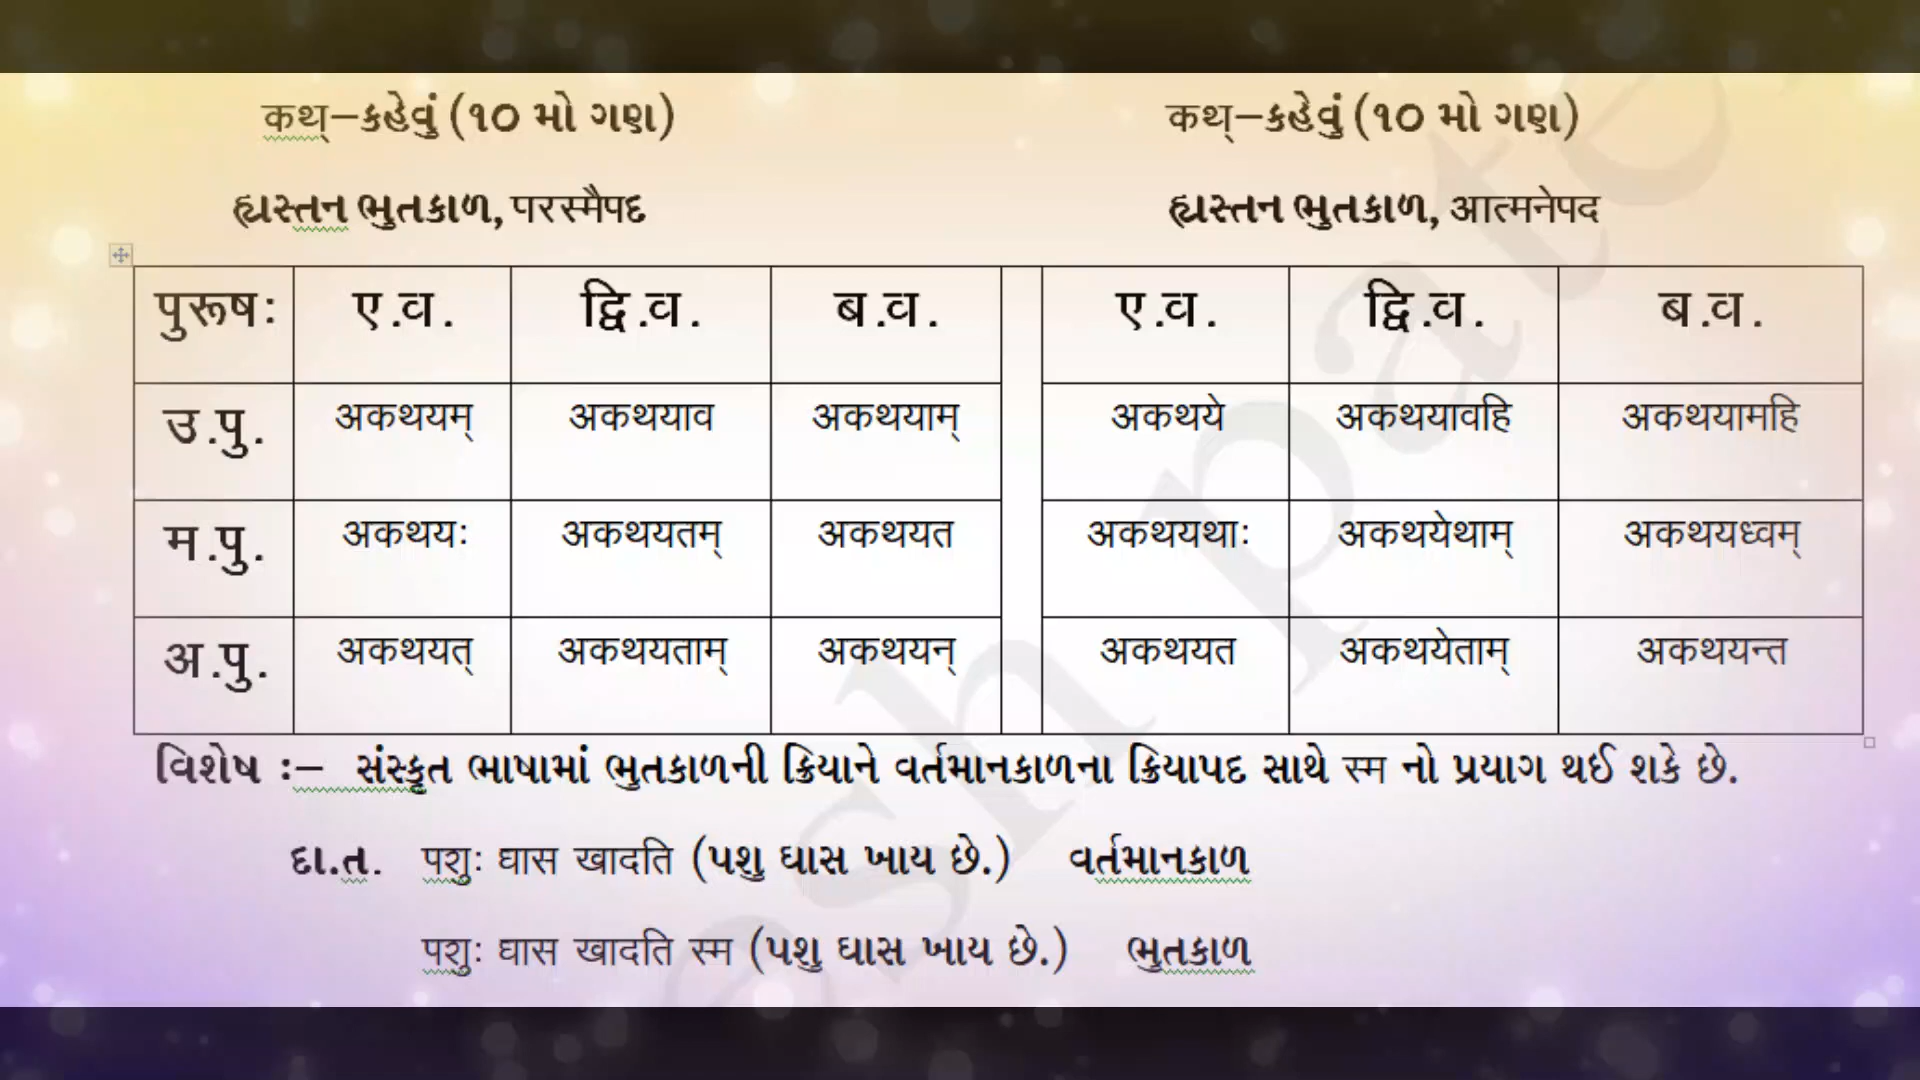 कथ्–કહેવું (૧૦ મો ગણ) कथ्–કહેવું (૧૦ મો ગણ)
હ્યસ્તન ભુતકાળ, परस्मैपદ હ્યસ્તન ભુતકાળ, आत्मनेपद
पुरूषः ए.व. द्वि.व. ब.व. ए.व. द्वि.व. ब.व.
उ.पु. अकथयम् अकथयाव अकथयाम् अकथये अकथयावहि अकथयामहि
म.पु. अकथयः अकथयतम् अकथयत अकथयथाः अकथयेथाम् अकथयध्वम्
अ.पु. अकथयत् अकथयताम् अकथयन् अकथयत अकथयेताम् अकथयन्त
વિશેષ :– સંસ્કૃત ભાષામાં ભુતકાળની ક્રિયાને વર્તમાનકાળના ક્રિયાપદ સાથે स्म નો પ્રયાગ થઈ શકે છે.
દા.ત. पशुः घास खादति (પશુ ઘાસ ખાય છે.) વર્તમાનકાળ
पशुः घास खादति स्म (પશુ ઘાસ ખાય છે.) ભુતકાળ